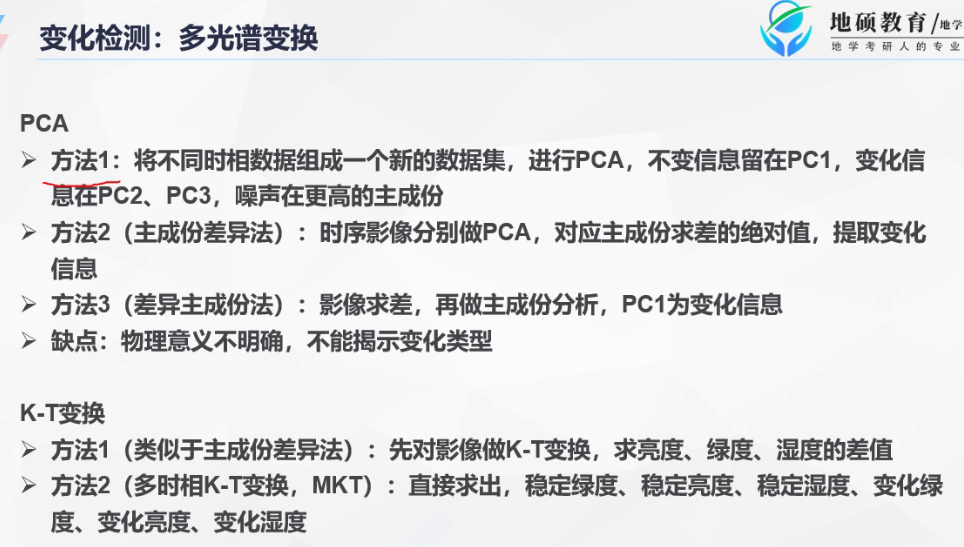 变化检测：多光谱变换
地硕教育/地学
地学考研人的专业
PCA
➢ 方法1：将不同时相数据组成一个新的数据集，进行PCA，不变信息留在PC1，变化信
息在PC2、PC3，噪声在更高的主成份
➢ 方法2（主成份差异法）：时序影像分别做PCA，对应主成份求差的绝对值，提取变化
信息
➢ 方法3（差异主成份法）：影像求差，再做主成份分析，PC1为变化信息
➢ 缺点：物理意义不明确，不能揭示变化类型
K-T变换
➢ 方法1（类似于主成份差异法）：先对影像做K-T变换，求亮度、绿度、湿度的差值
➢ 方法2（多时相K-T变换，MKT）：直接求出，稳定绿度、稳定亮度、稳定湿度、变化绿
度、变化亮度、变化湿度